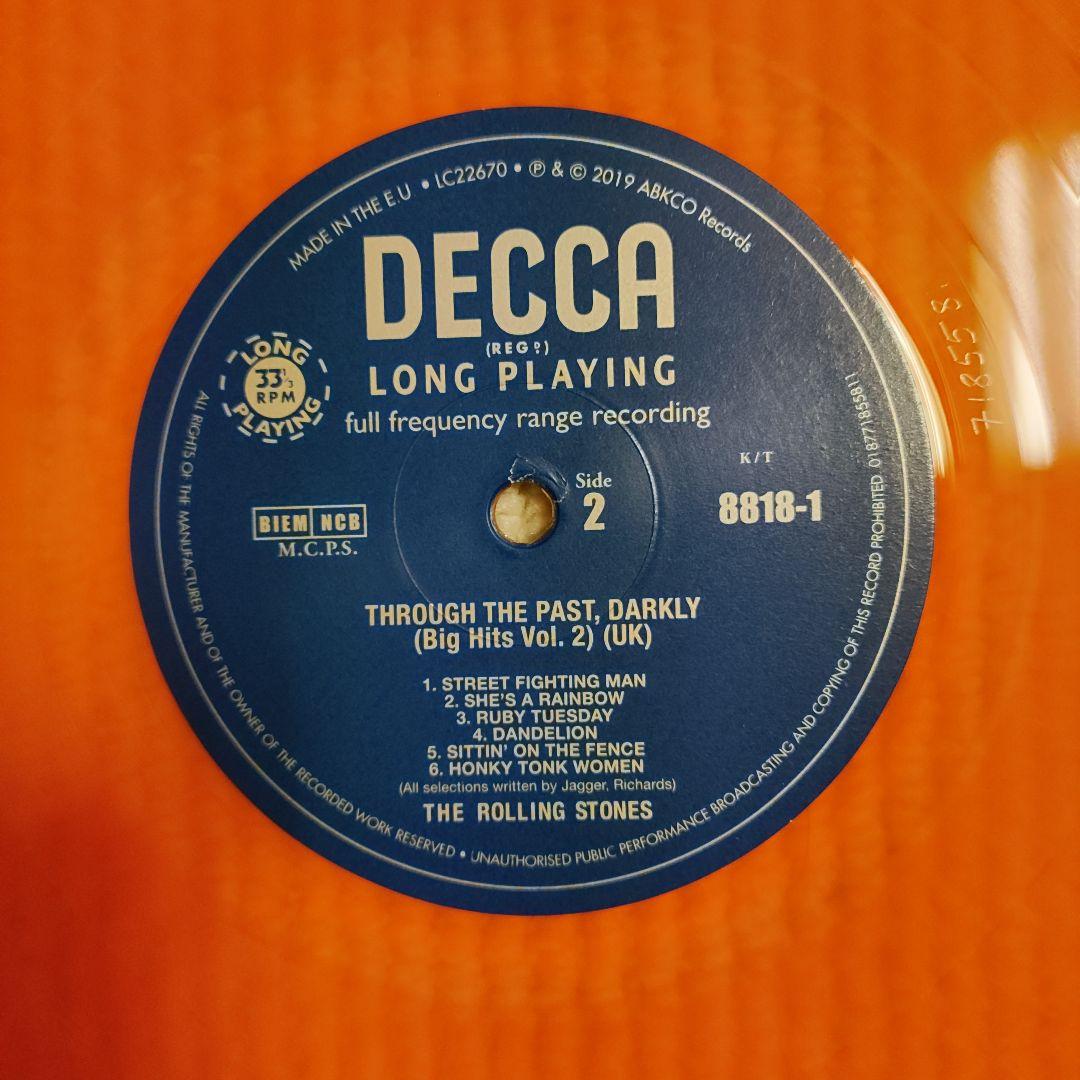 MADE IN THE E.U • LC22670 • ℗ & © 2019 ABKCO Records
DECCA
(REGᴰ.)
LONG PLAYING
full frequency range recording
LONG
33⅓
RPM
PLAYING
K/T
Side
2
8818-1
BIEM NCB
M.C.P.S.
THROUGH THE PAST, DARKLY
(Big Hits Vol. 2) (UK)
1. STREET FIGHTING MAN
2. SHE'S A RAINBOW
3. RUBY TUESDAY
4. DANDELION
5. SITTIN' ON THE FENCE
6. HONKY TONK WOMEN
(All selections written by Jagger, Richards)
THE ROLLING STONES
ALL RIGHTS OF THE MANUFACTURER AND OF THE OWNER OF THE RECORDED WORK RESERVED • UNAUTHORISED PUBLIC PERFORMANCE BROADCASTING AND COPYING OF THIS RECORD PROHIBITED 018771855811
718558.